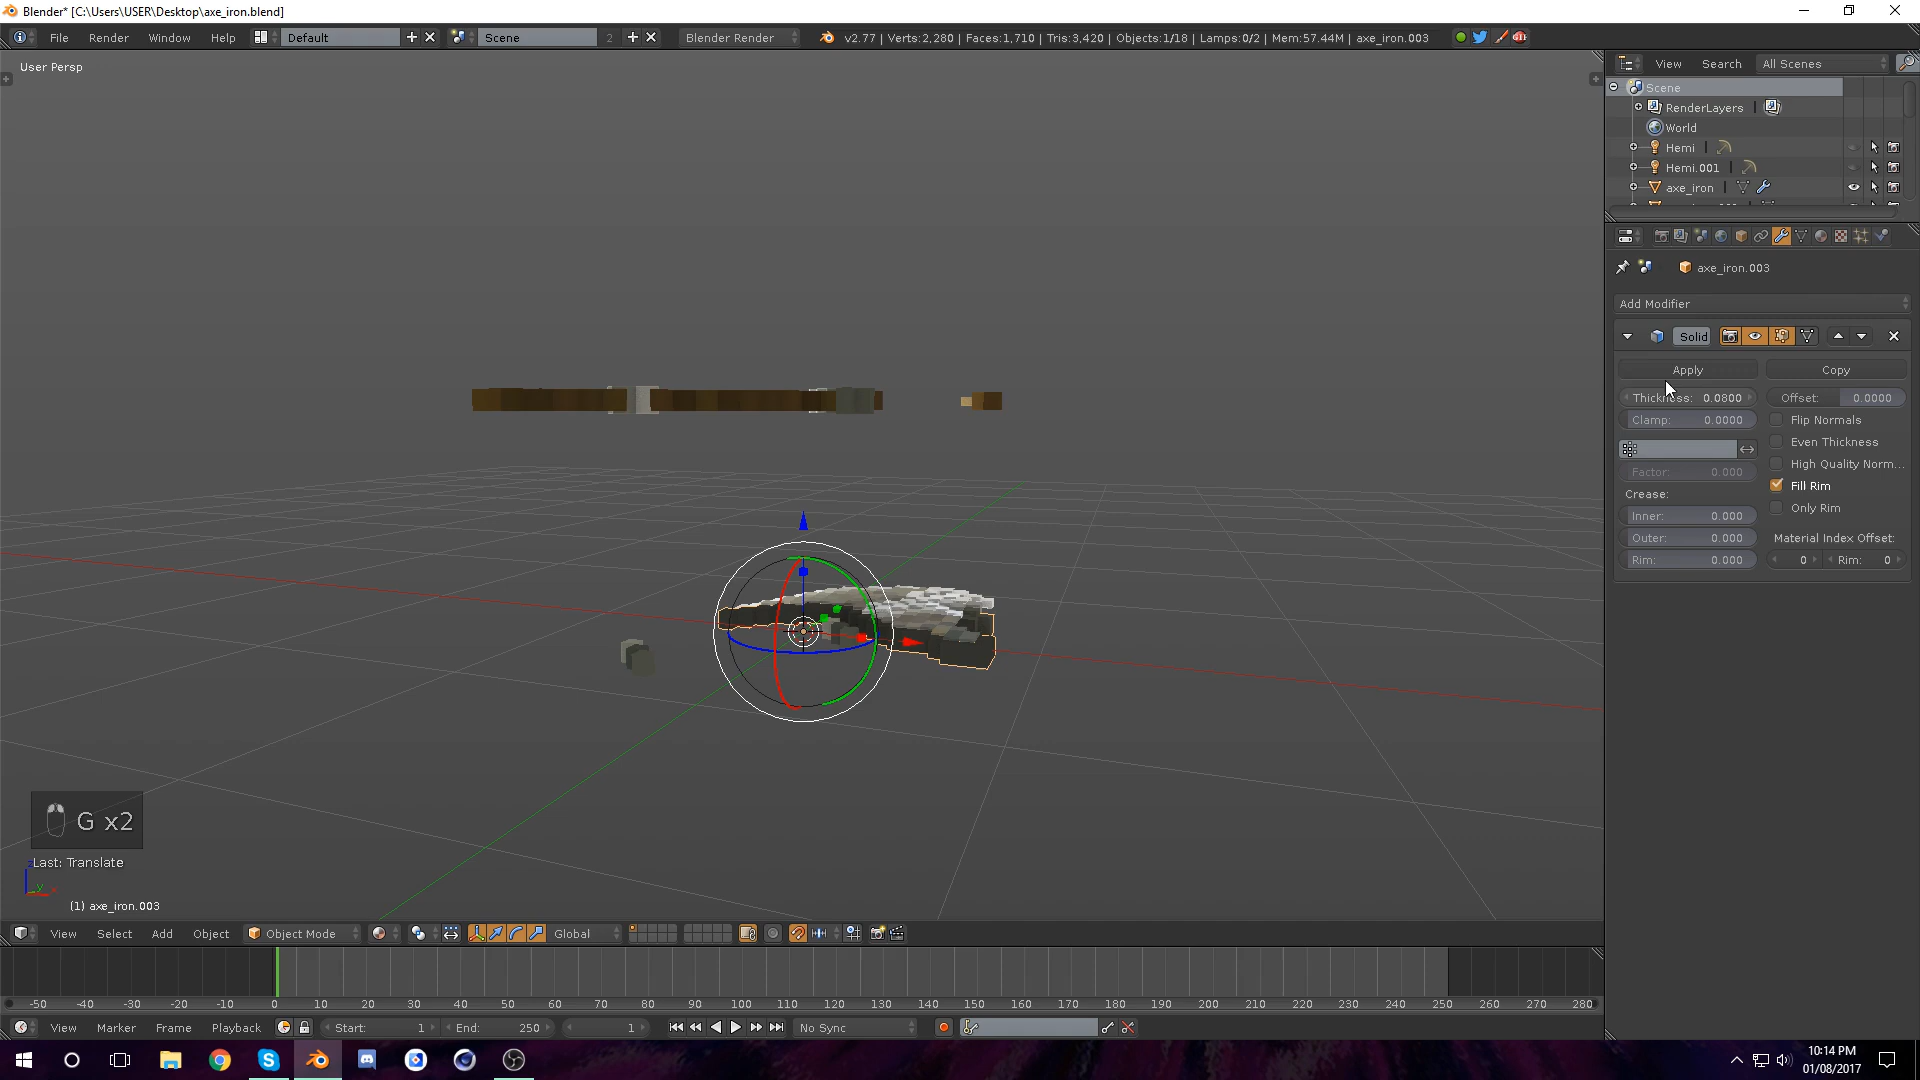 Blender* [C:\Users\USER\Desktop\axe_iron.blend]
File Render Window Help Default Scene 2 Blender Render v2.77 | Verts:2,280 | Faces:1,710 | Tris:3,420 | Objects:1/18 | Lamps:0/2 | Mem:57.44M | axe_iron.003
User Persp
View Search All Scenes
Scene
RenderLayers |
World
Hemi |
Hemi.001 |
axe_iron |
axe_iron.003
Add Modifier
Solid
Apply Copy
Thickness: 0.0800 Offset: 0.0000
Clamp: 0.0000 Flip Normals
Even Thickness
Factor: 0.000 High Quality Norm...
Crease: Fill Rim
Inner: 0.000 Only Rim
Outer: 0.000 Material Index Offset:
Rim: 0.000 0 Rim: 0
G x2
Last: Translate
(1) axe_iron.003
View Select Add Object Object Mode Global
-50 -40 -30 -20 -10 0 10 20 30 40 50 60 70 80 90 100 110 120 130 140 150 160 170 180 190 200 210 220 230 240 250 260 270 280
View Marker Frame Playback Start: 1 End: 250 1 No Sync
10:14 PM
01/08/2017